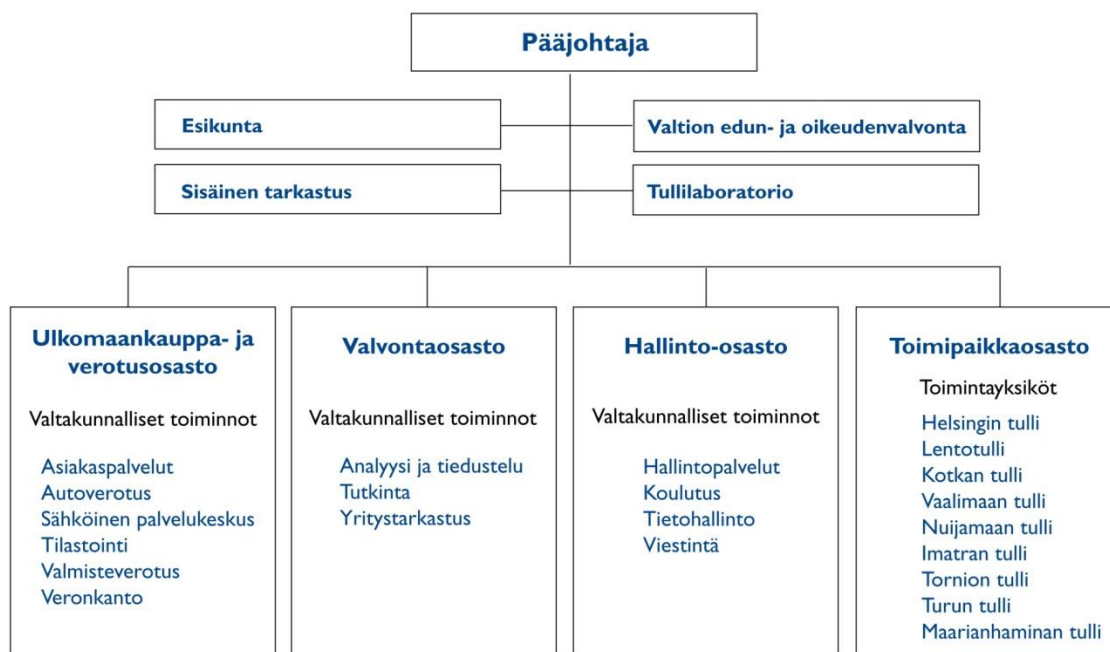 Pääjohtaja
Esikunta
Valtion edun- ja oikeudenvalvonta
Sisäinen tarkastus
Tullilaboratorio
Ulkomaankauppa- ja
verotusosasto
Valtakunnalliset toiminnot
Asiakaspalvelut
Autoverotus
Sähköinen palvelukeskus
Tilastointi
Valmisteverotus
Veronkanto
Valvontaosasto
Valtakunnalliset toiminnot
Analyysi ja tiedustelu
Tutkinta
Yritystarkastus
Hallinto-osasto
Valtakunnalliset toiminnot
Hallintopalvelut
Koulutus
Tietohallinto
Viestintä
Toimipaikkaosasto
Toimintayksiköt
Helsingin tulli
Lentotulli
Kotkan tulli
Vaalimaan tulli
Nuijamaan tulli
Imatran tulli
Tornion tulli
Turun tulli
Maarianhaminan tulli